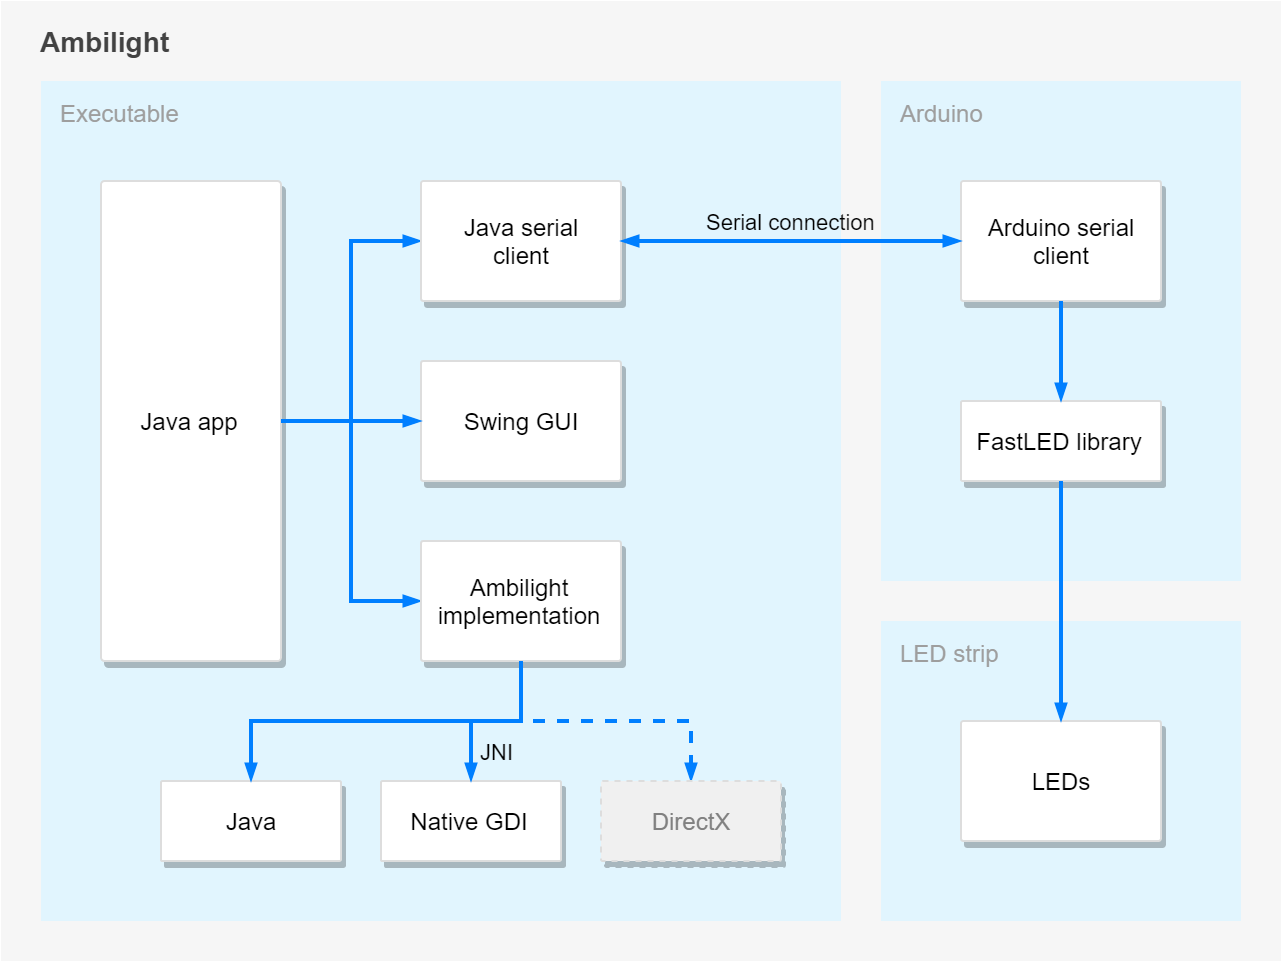 Ambilight
Executable
Arduino
Java serial
client
Serial connection
Arduino serial
client
Java app
Swing GUI
FastLED library
Ambilight
implementation
LED strip
JNI
Java
Native GDI
DirectX
LEDs